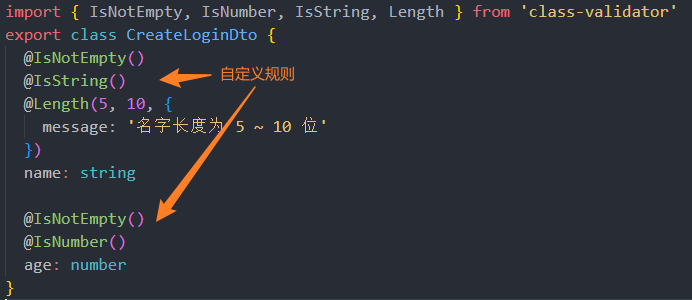 import { IsNotEmpty, IsNumber, IsString, Length } from 'class-validator'
export class CreateLoginDto {
  @IsNotEmpty()
  @IsString()
自定义规则
  @Length(5, 10, {
    message: '名字长度为 5 ~ 10 位'
  })
  name: string

  @IsNotEmpty()
  @IsNumber()
  age: number
}